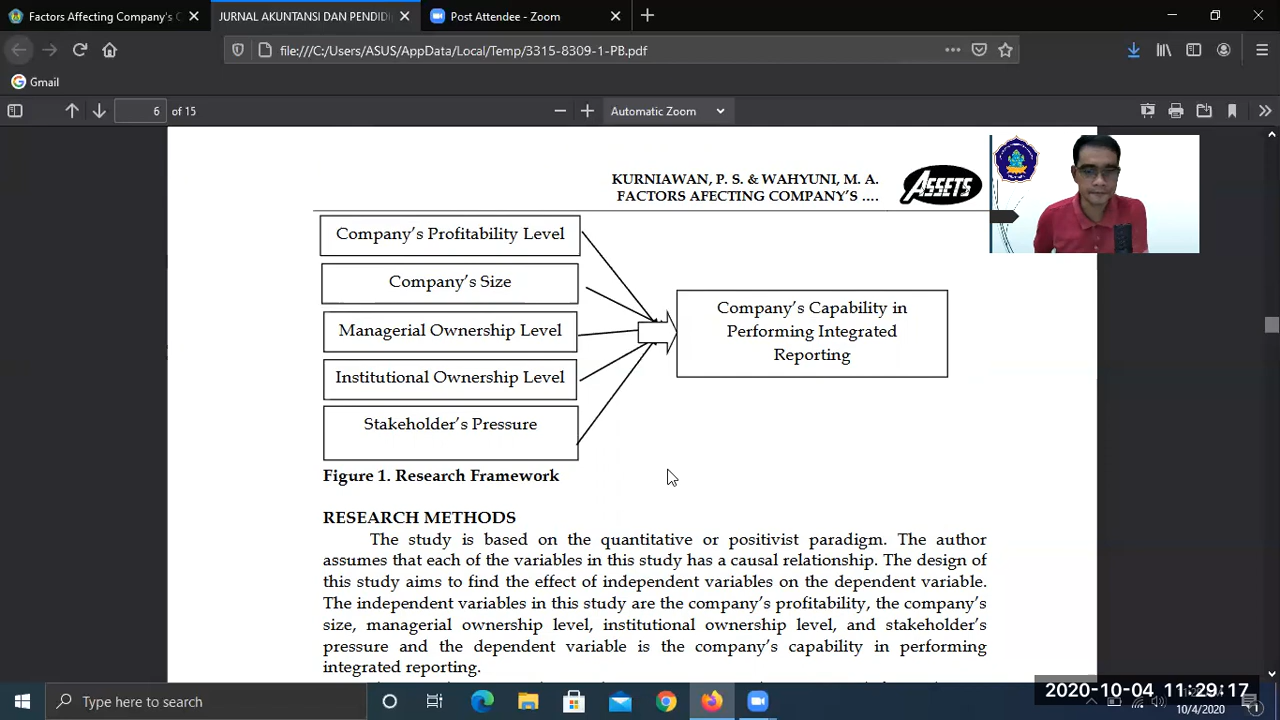 Factors Affecting Company's C
JURNAL AKUNTANSI DAN PENDIDI
Post Attendee - Zoom
file:///C:/Users/ASUS/AppData/Local/Temp/3315-8309-1-PB.pdf
Gmail
6 of 15
Automatic Zoom
KURNIAWAN, P. S. & WAHYUNI, M. A.
FACTORS AFECTING COMPANY'S ....
ASSETS
Company's Profitability Level
Company's Size
Managerial Ownership Level
Institutional Ownership Level
Stakeholder's Pressure
Company's Capability in
Performing Integrated
Reporting
Figure 1. Research Framework
RESEARCH METHODS
The study is based on the quantitative or positivist paradigm. The author
assumes that each of the variables in this study has a causal relationship. The design of
this study aims to find the effect of independent variables on the dependent variable.
The independent variables in this study are the company's profitability, the company's
size, managerial ownership level, institutional ownership level, and stakeholder's
pressure and the dependent variable is the company's capability in performing
integrated reporting.
Type here to search
2020-10-04 11:29:17
10/4/2020